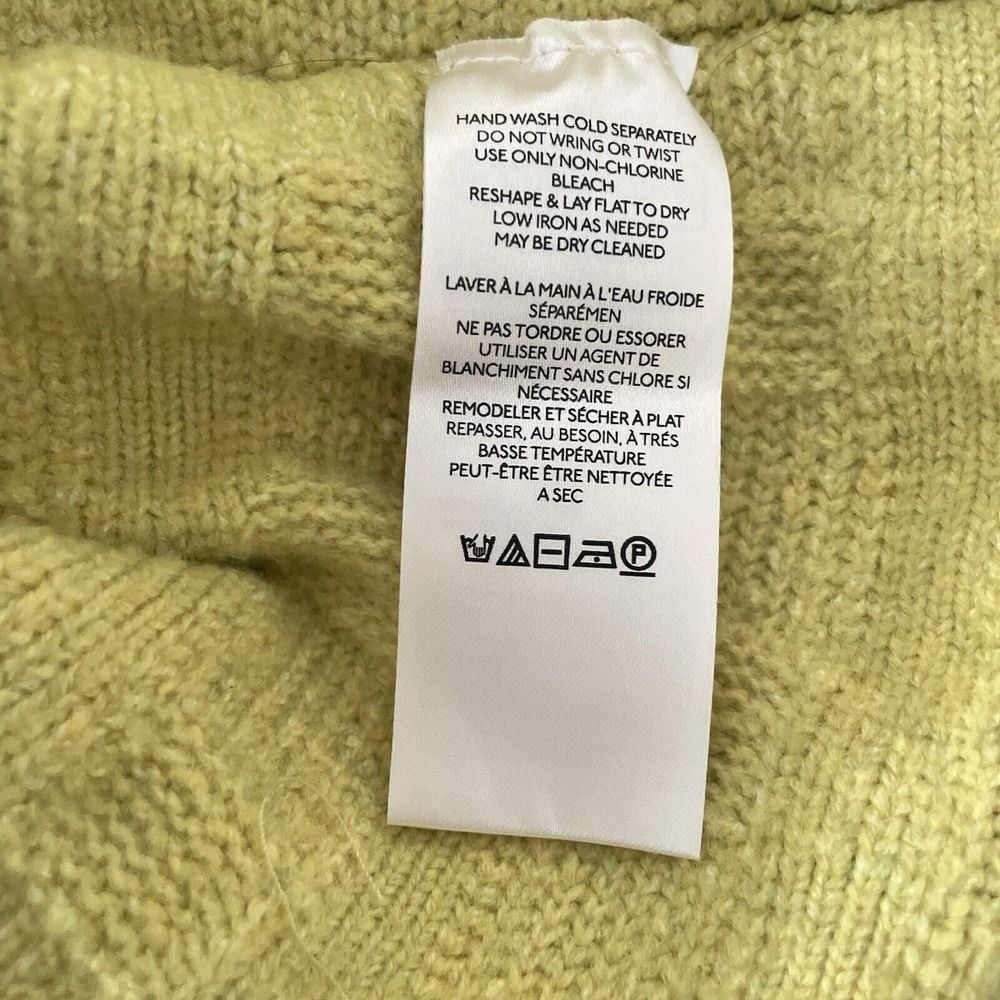 HAND WASH COLD SEPARATELY
DO NOT WRING OR TWIST
USE ONLY NON-CHLORINE
BLEACH
RESHAPE & LAY FLAT TO DRY
LOW IRON AS NEEDED
MAY BE DRY CLEANED
LAVER À LA MAIN À L'EAU FROIDE
SÉPARÉMEN
NE PAS TORDRE OU ESSORER
UTILISER UN AGENT DE
BLANCHIMENT SANS CHLORE SI
NÉCESSAIRE
REMODELER ET SÉCHER À PLAT
REPASSER, AU BESOIN, À TRÉS
BASSE TEMPÉRATURE
PEUT-ÊTRE ÊTRE NETTOYÉE
A SEC
P